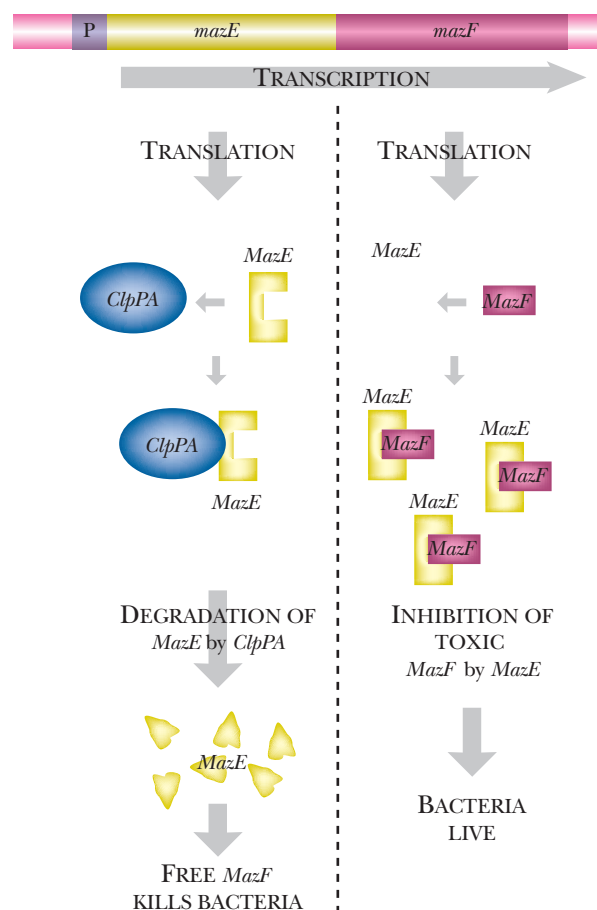 P mazE mazF
TRANSCRIPTION
TRANSLATION
TRANSLATION
MazE
ClpPA
MazE
MazF
ClpPA
MazE
MazE
MazF
MazE
MazF
MazE
MazF
DEGRADATION OF
MazE by ClpPA
INHIBITION OF
TOXIC
MazF by MazE
MazE
FREE MazF
KILLS BACTERIA
BACTERIA
LIVE